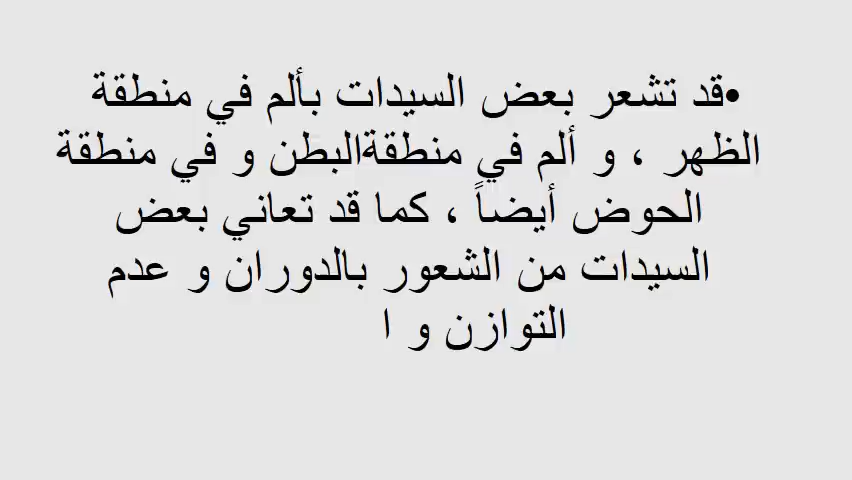 •قد تشعر بعض السيدات بألم في منطقة
الظهر ، و ألم في منطقةالبطن و في منطقة
الحوض أيضاً ، كما قد تعاني بعض
السيدات من الشعور بالدوران و عدم
التوازن و ا